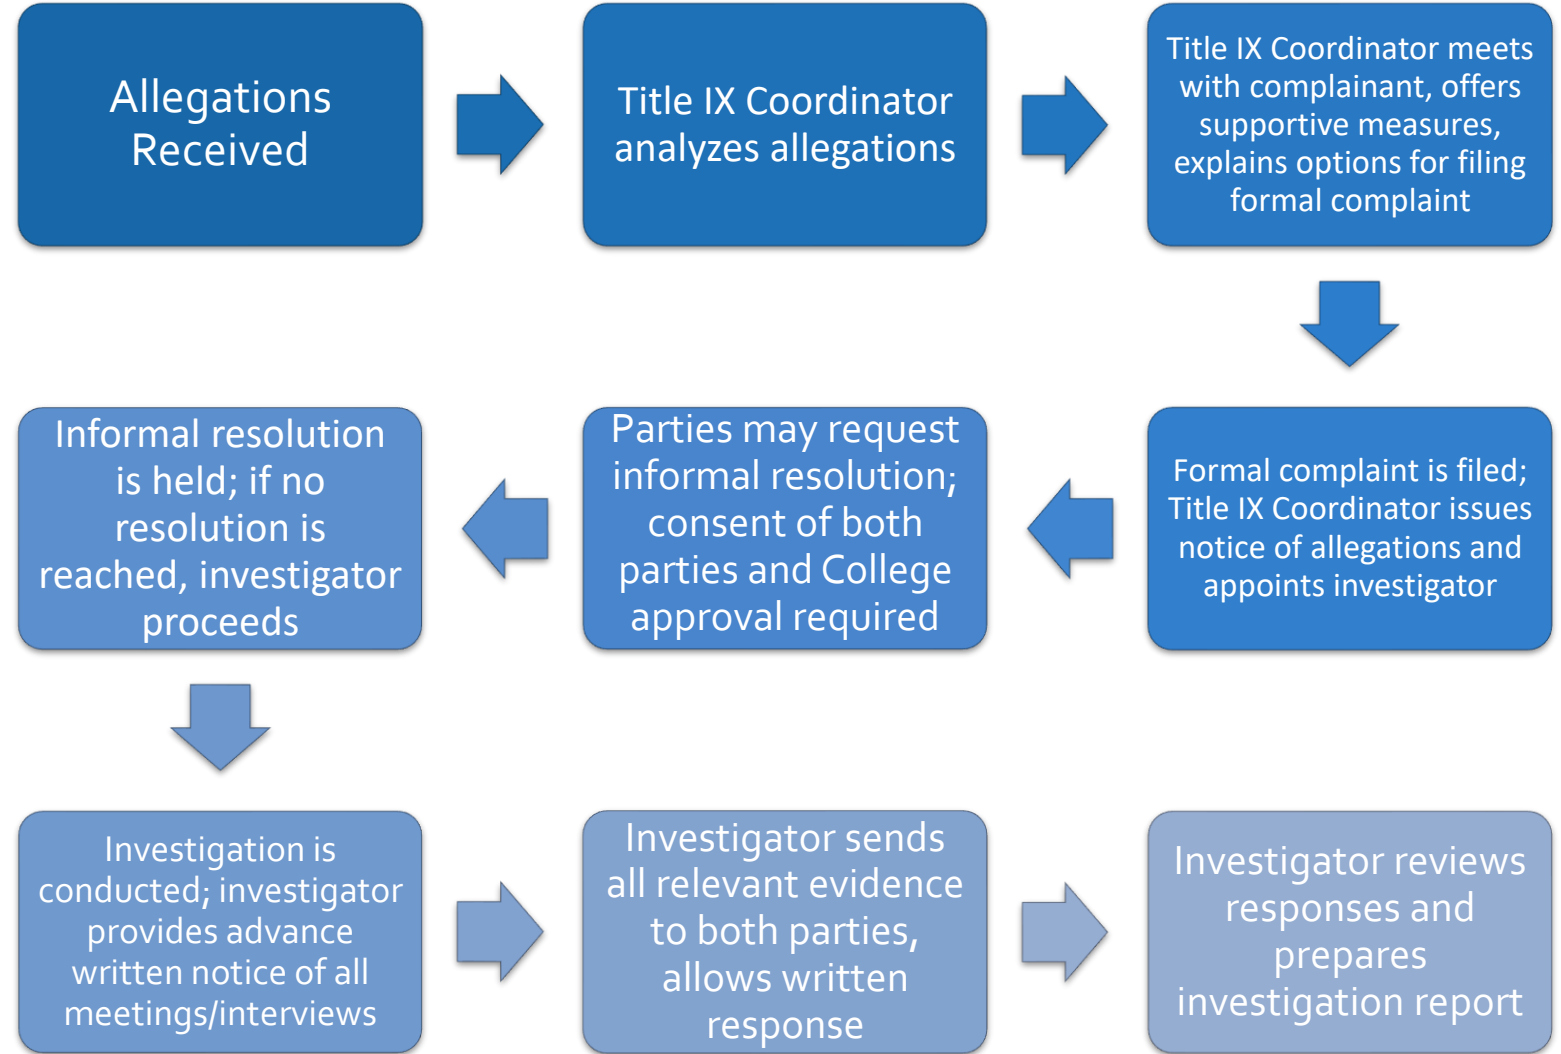 Allegations
Received
Title IX Coordinator
analyzes allegations
Title IX Coordinator meets
with complainant, offers
supportive measures,
explains options for filing
formal complaint
Formal complaint is filed;
Title IX Coordinator issues
notice of allegations and
appoints investigator
Parties may request
informal resolution;
consent of both
parties and College
approval required
Informal resolution
is held; if no
resolution is
reached, investigator
proceeds
Investigation is
conducted; investigator
provides advance
written notice of all
meetings/interviews
Investigator sends
all relevant evidence
to both parties,
allows written
response
Investigator reviews
responses and
prepares
investigation report